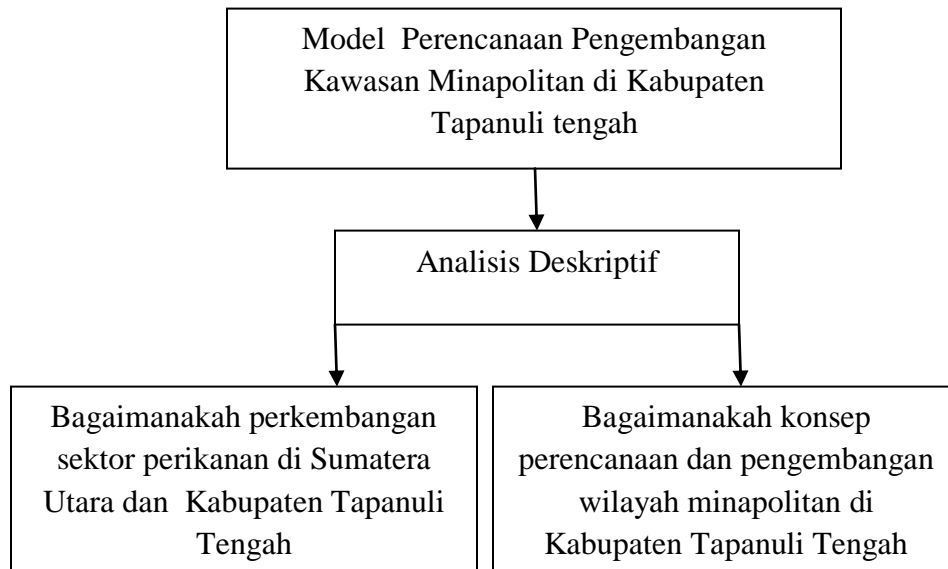 Model Perencanaan Pengembangan
Kawasan Minapolitan di Kabupaten
Tapanuli tengah
Analisis Deskriptif
Bagaimanakah perkembangan
sektor perikanan di Sumatera
Utara dan Kabupaten Tapanuli
Tengah
Bagaimanakah konsep
perencanaan dan pengembangan
wilayah minapolitan di
Kabupaten Tapanuli Tengah